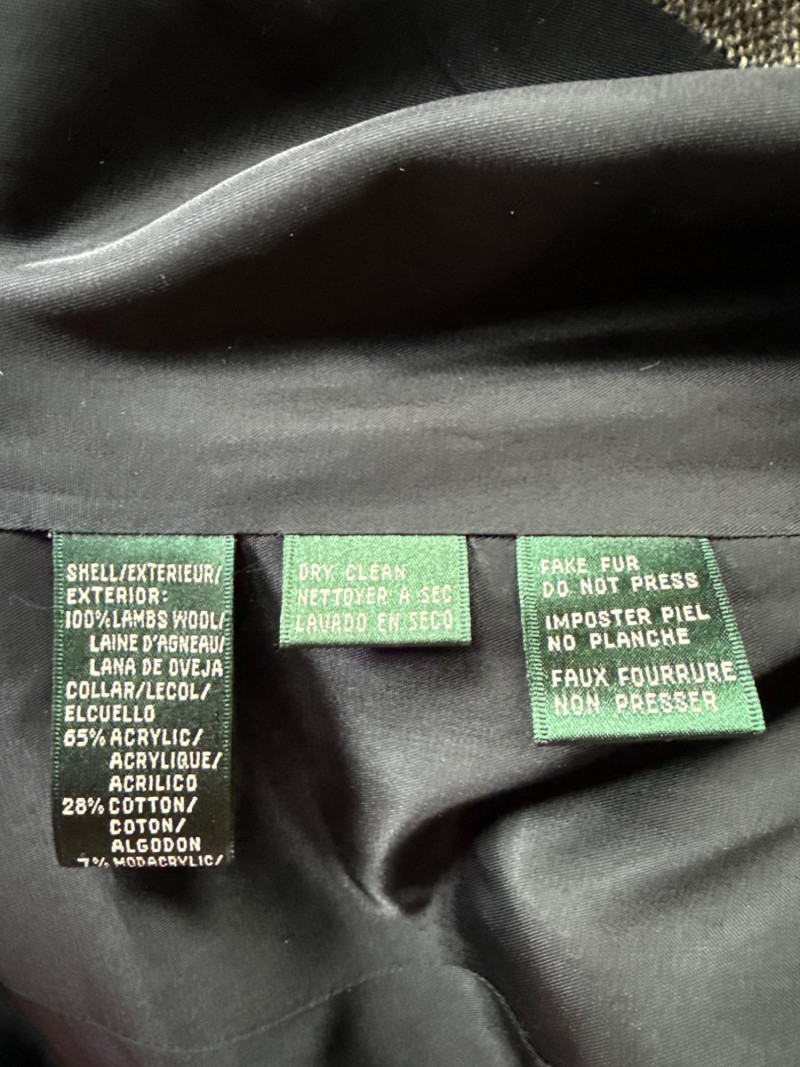 SHELL/EXTERIEUR/
EXTERIOR:
100%LAMBS WOOL/
LAINE D'AGNEAU/
LANA DE OVEJA
COLLAR/LECOL/
ELCUELLO
65% ACRYLIC/
ACRYLIQUE/
ACRILICO
28% COTTON/
COTON/
ALGODON
7% MODACRYLIC/
DRY CLEAN
NETTOYER A SEC
LAVADO EN SECO
FAKE FUR
DO NOT PRESS
IMPOSTER PIEL
NO PLANCHE
FAUX FOURRURE
NON PRESSER